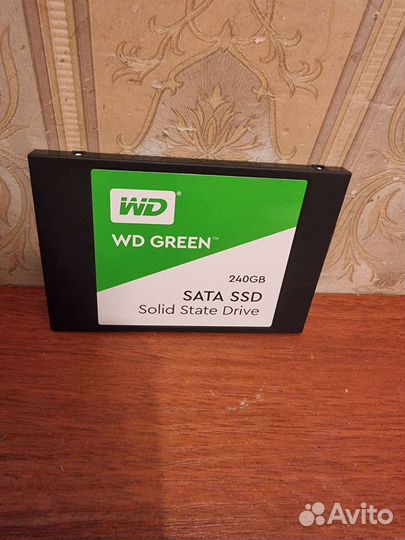 WD®
WD GREEN™
240GB
SATA SSD
Solid State Drive
Avito